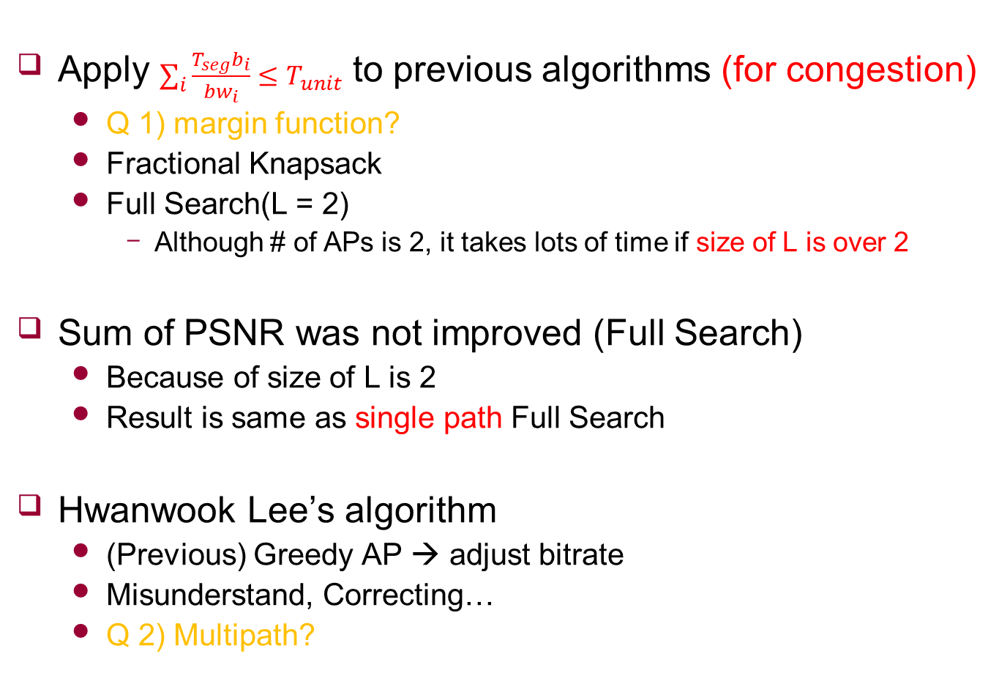 Apply $\sum_i \frac{T_{seg} b_i}{bw_i} \leq T_{unit}$ to previous algorithms (for congestion)
Q 1) margin function?
Fractional Knapsack
Full Search(L = 2)
– Although # of APs is 2, it takes lots of time if size of L is over 2
Sum of PSNR was not improved (Full Search)
Because of size of L is 2
Result is same as single path Full Search
Hwanwook Lee’s algorithm
(Previous) Greedy AP → adjust bitrate
Misunderstand, Correcting…
Q 2) Multipath?